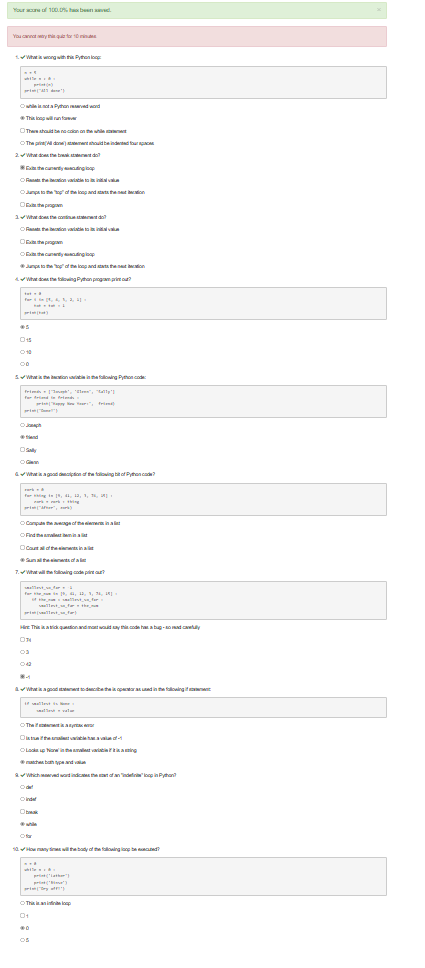 Your score of 100.0% has been saved.
You cannot retry this quiz for 10 minutes
1. What is wrong with this Python loop:
n = 5
while n > 0 :
print(n)
print('All done')
while is not a Python reserved word
This loop will run forever
There should be no colon on the while statement
The print('All done') statement should be indented four spaces
2. What does the break statement do?
Exits the currently executing loop
Resets the iteration variable to its initial value
Jumps to the "top" of the loop and starts the next iteration
Exits the program
3. What does the continue statement do?
Resets the iteration variable to its initial value
Exits the program
Exits the currently executing loop
Jumps to the "top" of the loop and starts the next iteration
4. What does the following Python program print out?
tot = 0
for i in [5, 4, 3, 2, 1] :
tot = tot + 1
print(tot)
5
15
10
0
5. What is the iteration variable in the following Python code:
friends = ['Joseph', 'Glenn', 'Sally']
for friend in friends :
print('Happy New Year:', friend)
print('Done!')
Joseph
friend
Sally
Glenn
6. What is a good description of the following bit of Python code?
zork = 0
for thing in [9, 41, 12, 3, 74, 15] :
zork = zork + thing
print('After', zork)
Compute the average of the elements in a list
Find the smallest item in a list
Count all of the elements in a list
Sum all the elements of a list
7. What will the following code print out?
smallest_so_far = -1
for the_num in [9, 41, 12, 3, 74, 15] :
if the_num < smallest_so_far :
smallest_so_far = the_num
print(smallest_so_far)
Hint: This is a trick question and most would say this code has a bug - so read carefully
74
3
42
-1
8. What is a good statement to describe the is operator as used in the following if statement:
if smallest is None :
smallest = value
The if statement is a syntax error
Is true if the smallest variable has a value of -1
Looks up 'None' in the smallest variable if it is a string
matches both type and value
9. Which reserved word indicates the start of an "indefinite" loop in Python?
def
indef
break
while
for
10. How many times will the body of the following loop be executed?
n = 0
while n > 0 :
print('Lather')
print('Rinse')
print('Dry off!')
This is an infinite loop
1
0
5